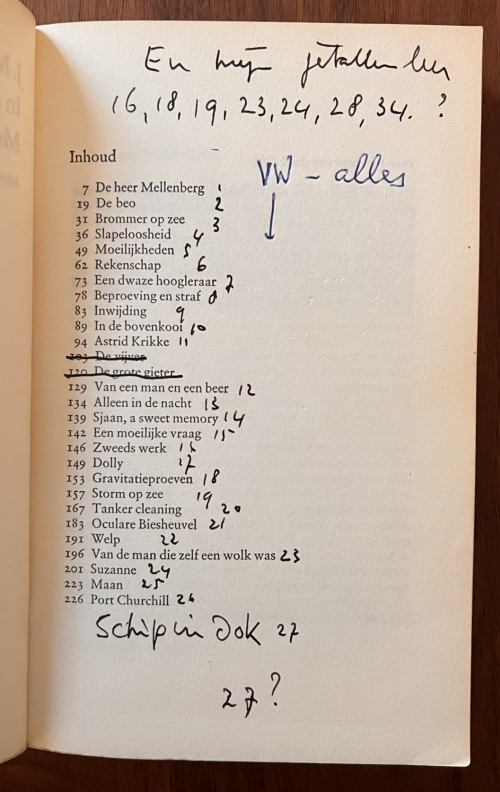 En mijn getallen
16, 18, 19, 23, 24, 28, 34. ?
Inhoud
VW - alles
7 De heer Mellenberg 1
19 De beo 2
31 Brommer op zee 3
36 Slapeloosheid 4
49 Moeilijkheden 5
62 Rekenschap 6
73 Een dwaze hoogleraar 7
78 Beproeving en straf 8
83 Inwijding 9
89 In de bovenkooi 10
94 Astrid Krikke 11
103 De vijver
120 De grote gieter
129 Van een man en een beer 12
134 Alleen in de nacht 13
139 Sjaan, a sweet memory 14
142 Een moeilijke vraag 15
146 Zweeds werk 16
149 Dolly 17
153 Gravitatieproeven 18
157 Storm op zee 19
167 Tanker cleaning 20
183 Oculare Biesheuvel 21
191 Welp 22
196 Van de man die zelf een wolk was 23
201 Suzanne 24
223 Maan 25
226 Port Churchill 26
Schip in Dok 27
27?